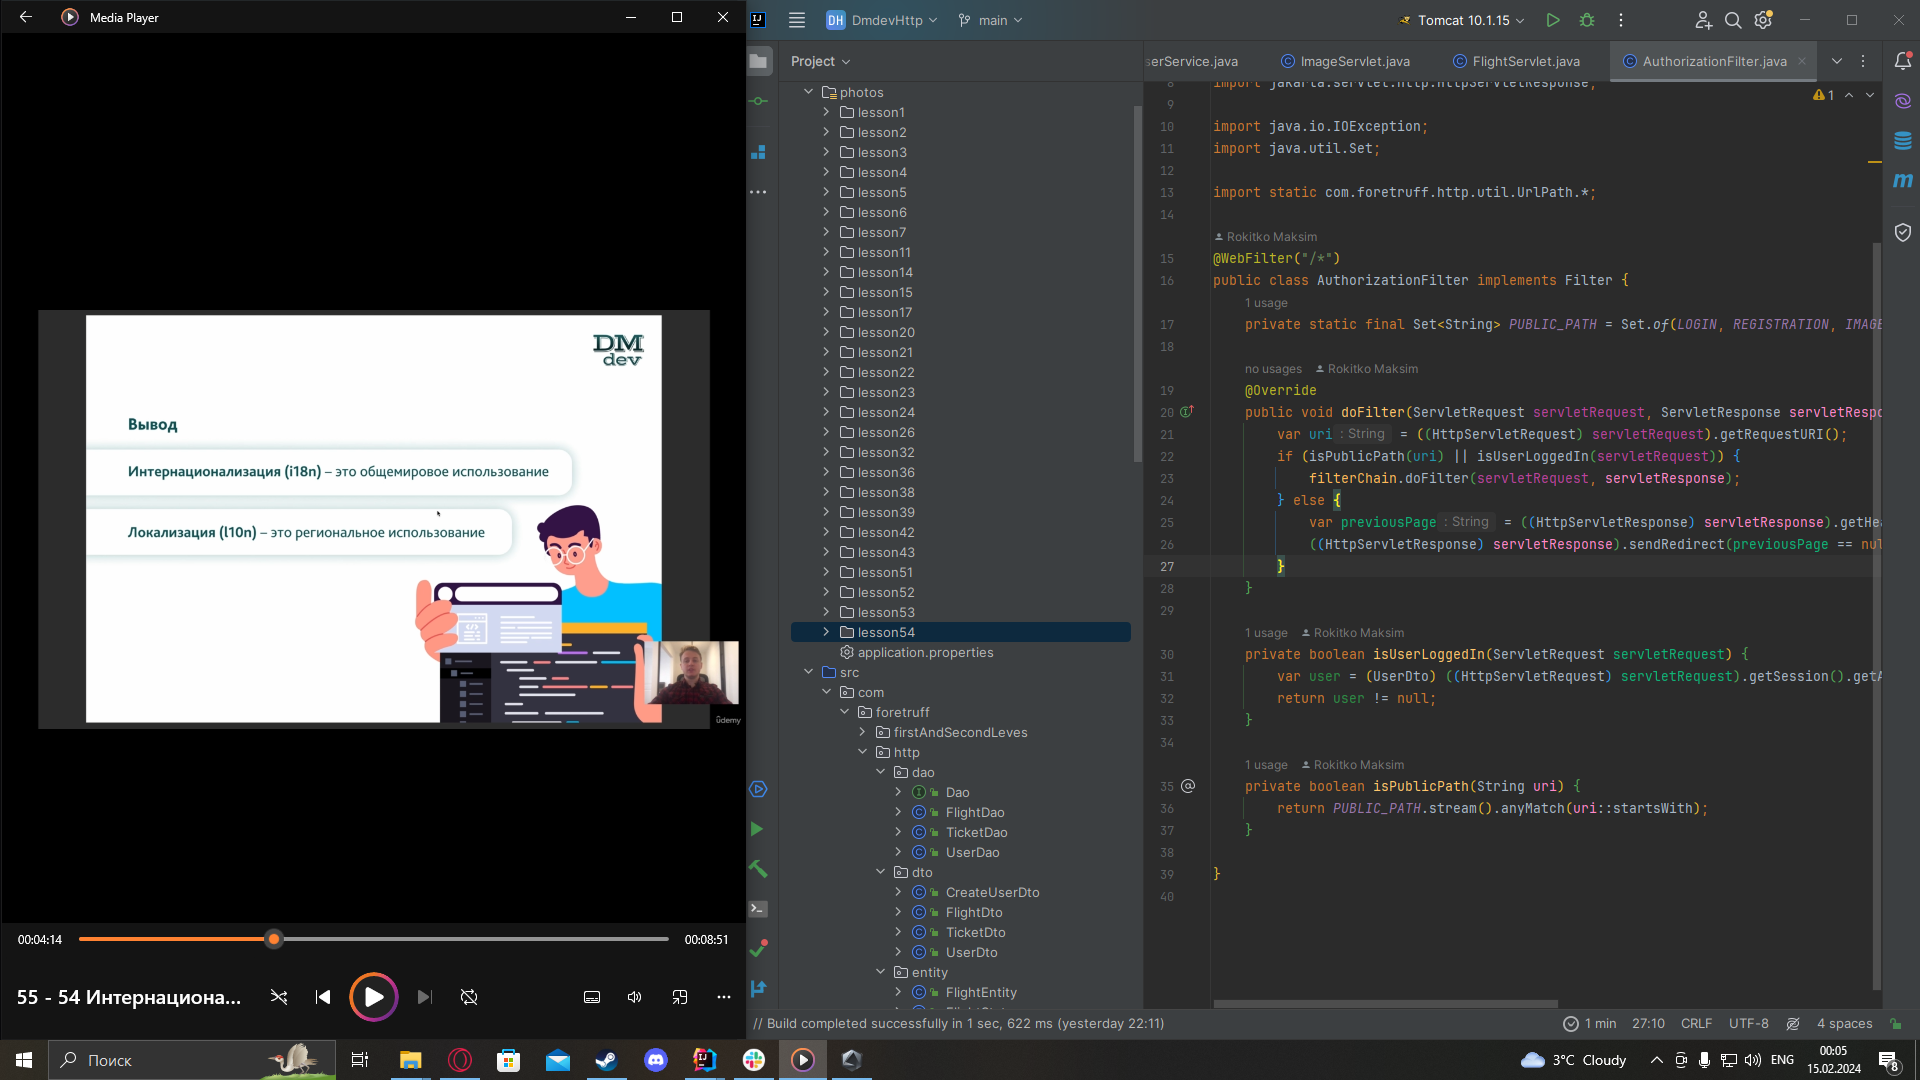 Media Player
DM
dev
Вывод
Интернационализация (i18n) – это общемировое использование
Локализация (l10n) – это региональное использование
ûdemy
00:04:14
00:08:51
55 - 54 Интернациона...
DH DmdevHttp
main
Tomcat 10.1.15
Project
photos
lesson1
lesson2
lesson3
lesson4
lesson5
lesson6
lesson7
lesson11
lesson14
lesson15
lesson17
lesson20
lesson21
lesson22
lesson23
lesson24
lesson26
lesson32
lesson36
lesson38
lesson39
lesson42
lesson43
lesson51
lesson52
lesson53
lesson54
application.properties
src
com
foretruff
firstAndSecondLeves
http
dao
Dao
FlightDao
TicketDao
UserDao
dto
CreateUserDto
FlightDto
TicketDto
UserDto
entity
FlightEntity
erService.java
ImageServlet.java
FlightServlet.java
AuthorizationFilter.java
1
8 import jakarta.servlet.http.HttpServletResponse;
9
10 import java.io.IOException;
11 import java.util.Set;
12
13 import static com.foretruff.http.util.UrlPath.*;
14
Rokitko Maksim
15 @WebFilter("/*")
16 public class AuthorizationFilter implements Filter {
1 usage
17 private static final Set<String> PUBLIC_PATH = Set.of(LOGIN, REGISTRATION, IMAGE
18
no usages Rokitko Maksim
19 @Override
20 public void doFilter(ServletRequest servletRequest, ServletResponse servletRespo
21 var uri : String = ((HttpServletRequest) servletRequest).getRequestURI();
22 if (isPublicPath(uri) || isUserLoggedIn(servletRequest)) {
23 filterChain.doFilter(servletRequest, servletResponse);
24 } else {
25 var previousPage : String = ((HttpServletResponse) servletResponse).getHea
26 ((HttpServletResponse) servletResponse).sendRedirect(previousPage == nul
27 }
28 }
29
1 usage Rokitko Maksim
30 private boolean isUserLoggedIn(ServletRequest servletRequest) {
31 var user = (UserDto) ((HttpServletRequest) servletRequest).getSession().getA
32 return user != null;
33 }
34
1 usage Rokitko Maksim
35 private boolean isPublicPath(String uri) {
36 return PUBLIC_PATH.stream().anyMatch(uri::startsWith);
37 }
38
39 }
40
// Build completed successfully in 1 sec, 622 ms (yesterday 22:11)
1 min
27:10
CRLF
UTF-8
4 spaces
Поиск
3°C Cloudy
ENG
00:05
15.02.2024
8